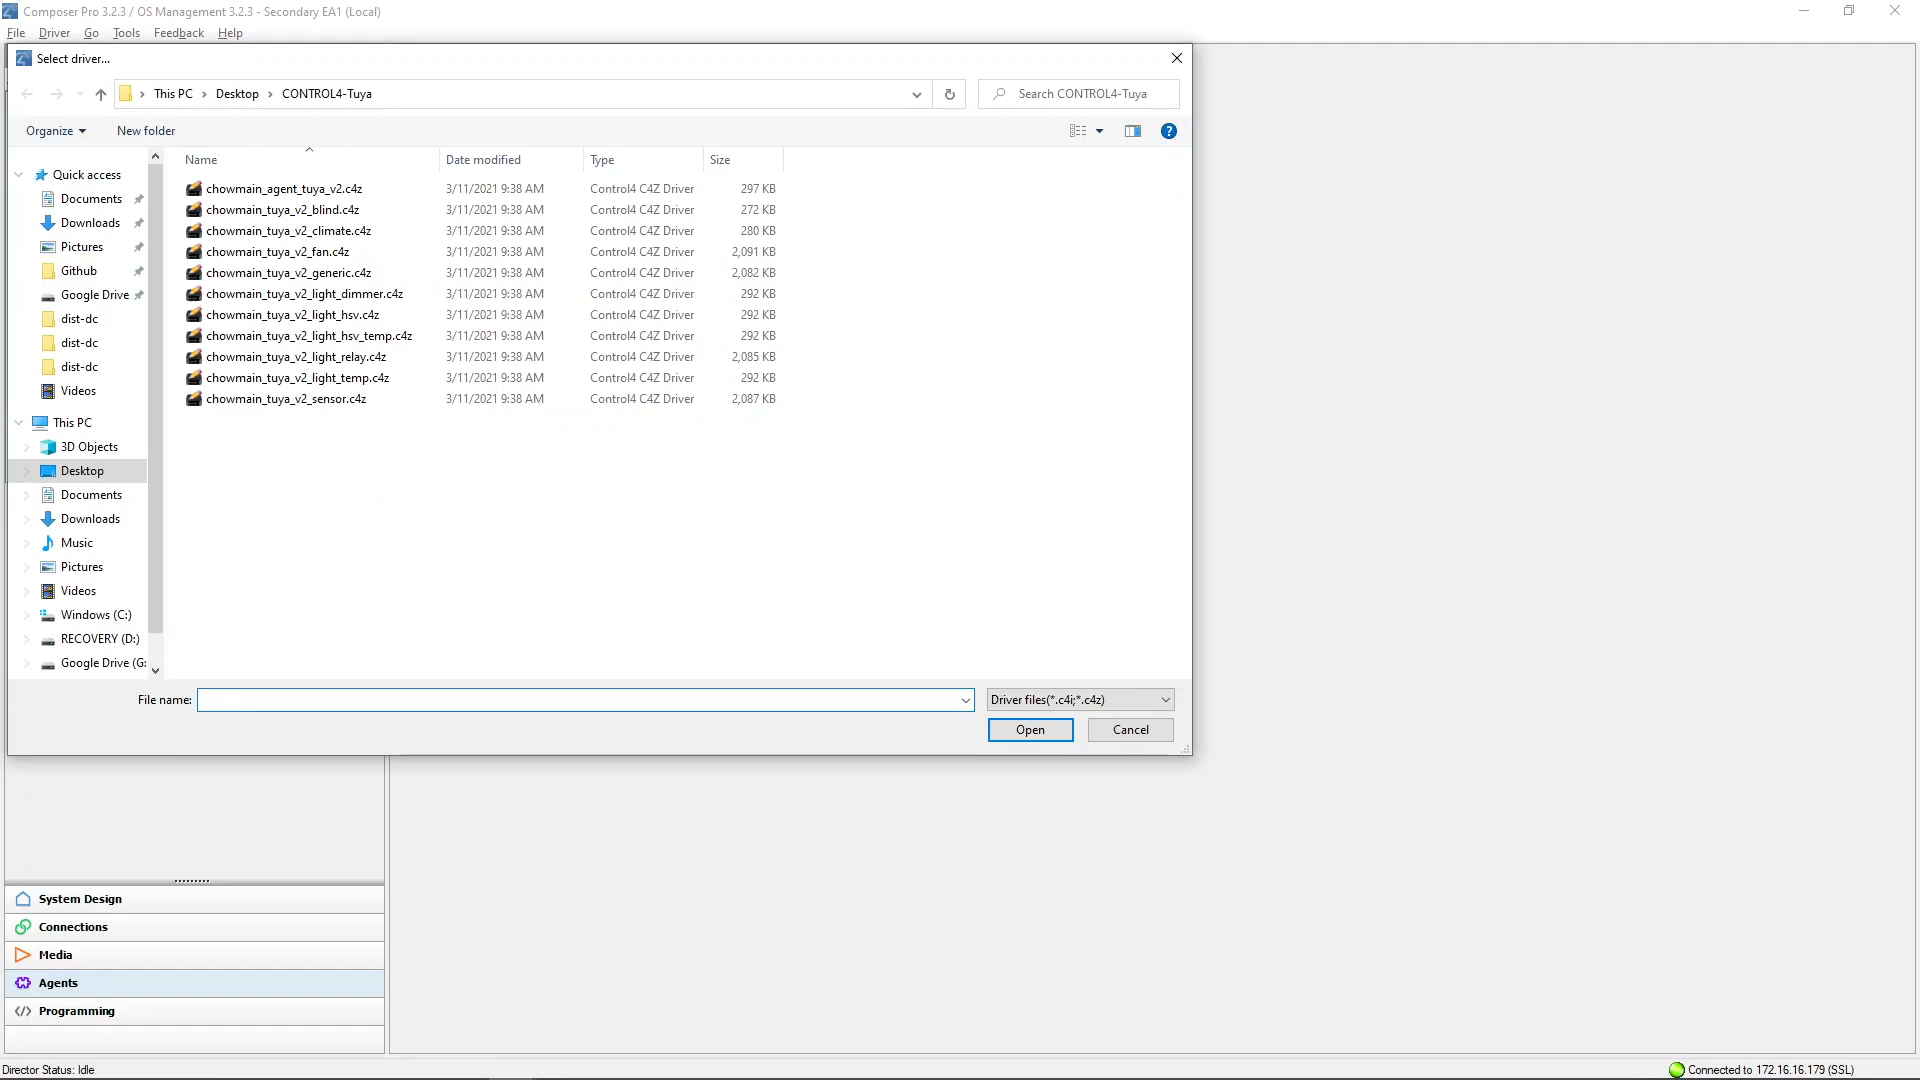 Composer Pro 3.2.3 / OS Management 3.2.3 - Secondary EA1 (Local)
File Driver Go Tools Feedback Help
Select driver...
This PC > Desktop > CONTROL4-Tuya
Search CONTROL4-Tuya
Organize New folder
Name Date modified Type Size
chowmain_agent_tuya_v2.c4z 3/11/2021 9:38 AM Control4 C4Z Driver 297 KB
chowmain_tuya_v2_blind.c4z 3/11/2021 9:38 AM Control4 C4Z Driver 272 KB
chowmain_tuya_v2_climate.c4z 3/11/2021 9:38 AM Control4 C4Z Driver 280 KB
chowmain_tuya_v2_fan.c4z 3/11/2021 9:38 AM Control4 C4Z Driver 2,091 KB
chowmain_tuya_v2_generic.c4z 3/11/2021 9:38 AM Control4 C4Z Driver 2,082 KB
chowmain_tuya_v2_light_dimmer.c4z 3/11/2021 9:38 AM Control4 C4Z Driver 292 KB
chowmain_tuya_v2_light_hsv.c4z 3/11/2021 9:38 AM Control4 C4Z Driver 292 KB
chowmain_tuya_v2_light_hsv_temp.c4z 3/11/2021 9:38 AM Control4 C4Z Driver 292 KB
chowmain_tuya_v2_light_relay.c4z 3/11/2021 9:38 AM Control4 C4Z Driver 2,085 KB
chowmain_tuya_v2_light_temp.c4z 3/11/2021 9:38 AM Control4 C4Z Driver 292 KB
chowmain_tuya_v2_sensor.c4z 3/11/2021 9:38 AM Control4 C4Z Driver 2,087 KB
Quick access
Documents
Downloads
Pictures
Github
Google Drive
dist-dc
dist-dc
dist-dc
Videos
This PC
3D Objects
Desktop
Documents
Downloads
Music
Pictures
Videos
Windows (C:)
RECOVERY (D:)
Google Drive (G:
File name:
Driver files(*.c4i;*.c4z)
Open Cancel
System Design
Connections
Media
Agents
Programming
Director Status: Idle
Connected to 172.16.16.179 (SSL)